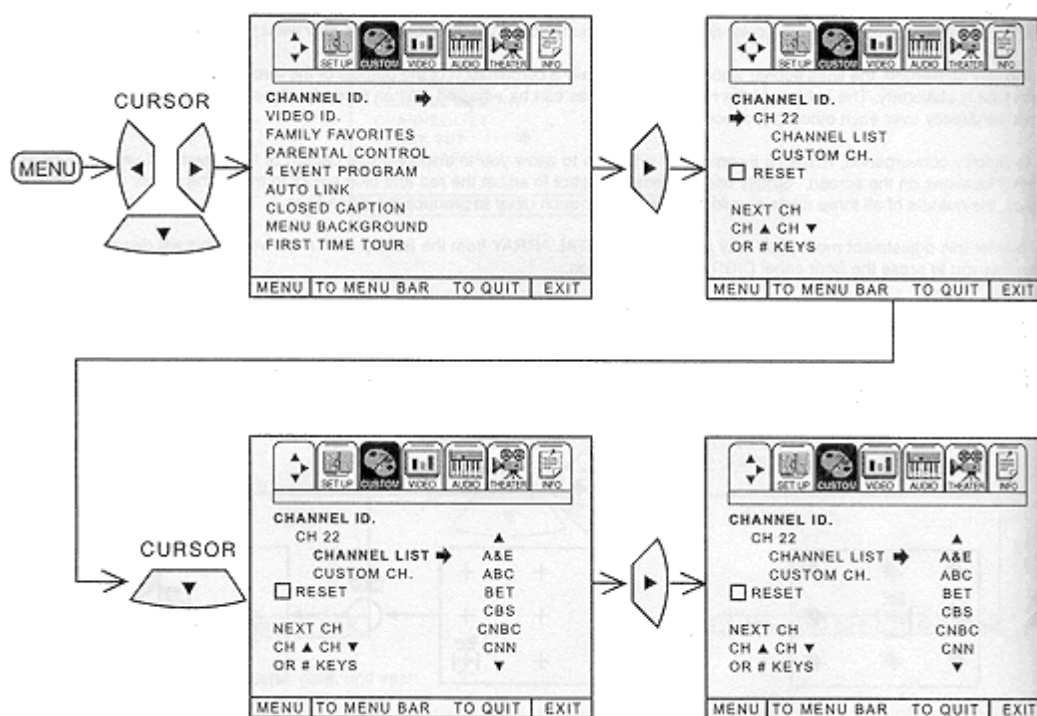 CURSOR
MENU
SET UP CUSTOM VIDEO AUDIO THEATER INFO
CHANNEL ID.
VIDEO ID.
FAMILY FAVORITES
PARENTAL CONTROL
4 EVENT PROGRAM
AUTO LINK
CLOSED CAPTION
MENU BACKGROUND
FIRST TIME TOUR
MENU TO MENU BAR TO QUIT EXIT
SET UP CUSTOM VIDEO AUDIO THEATER INFO
CHANNEL ID.
CH 22
CHANNEL LIST
CUSTOM CH.
RESET
NEXT CH
CH ▲ CH ▼
OR # KEYS
MENU TO MENU BAR TO QUIT EXIT
CURSOR
SET UP CUSTOM VIDEO AUDIO THEATER INFO
CHANNEL ID.
CH 22
CHANNEL LIST A&E
CUSTOM CH. ABC
RESET BET
CBS
NEXT CH CNBC
CH ▲ CH ▼ CNN
OR # KEYS
MENU TO MENU BAR TO QUIT EXIT
SET UP CUSTOM VIDEO AUDIO THEATER INFO
CHANNEL ID.
CH 22
CHANNEL LIST A&E
CUSTOM CH. ABC
RESET BET
CBS
NEXT CH CNBC
CH ▲ CH ▼ CNN
OR # KEYS
MENU TO MENU BAR TO QUIT EXIT